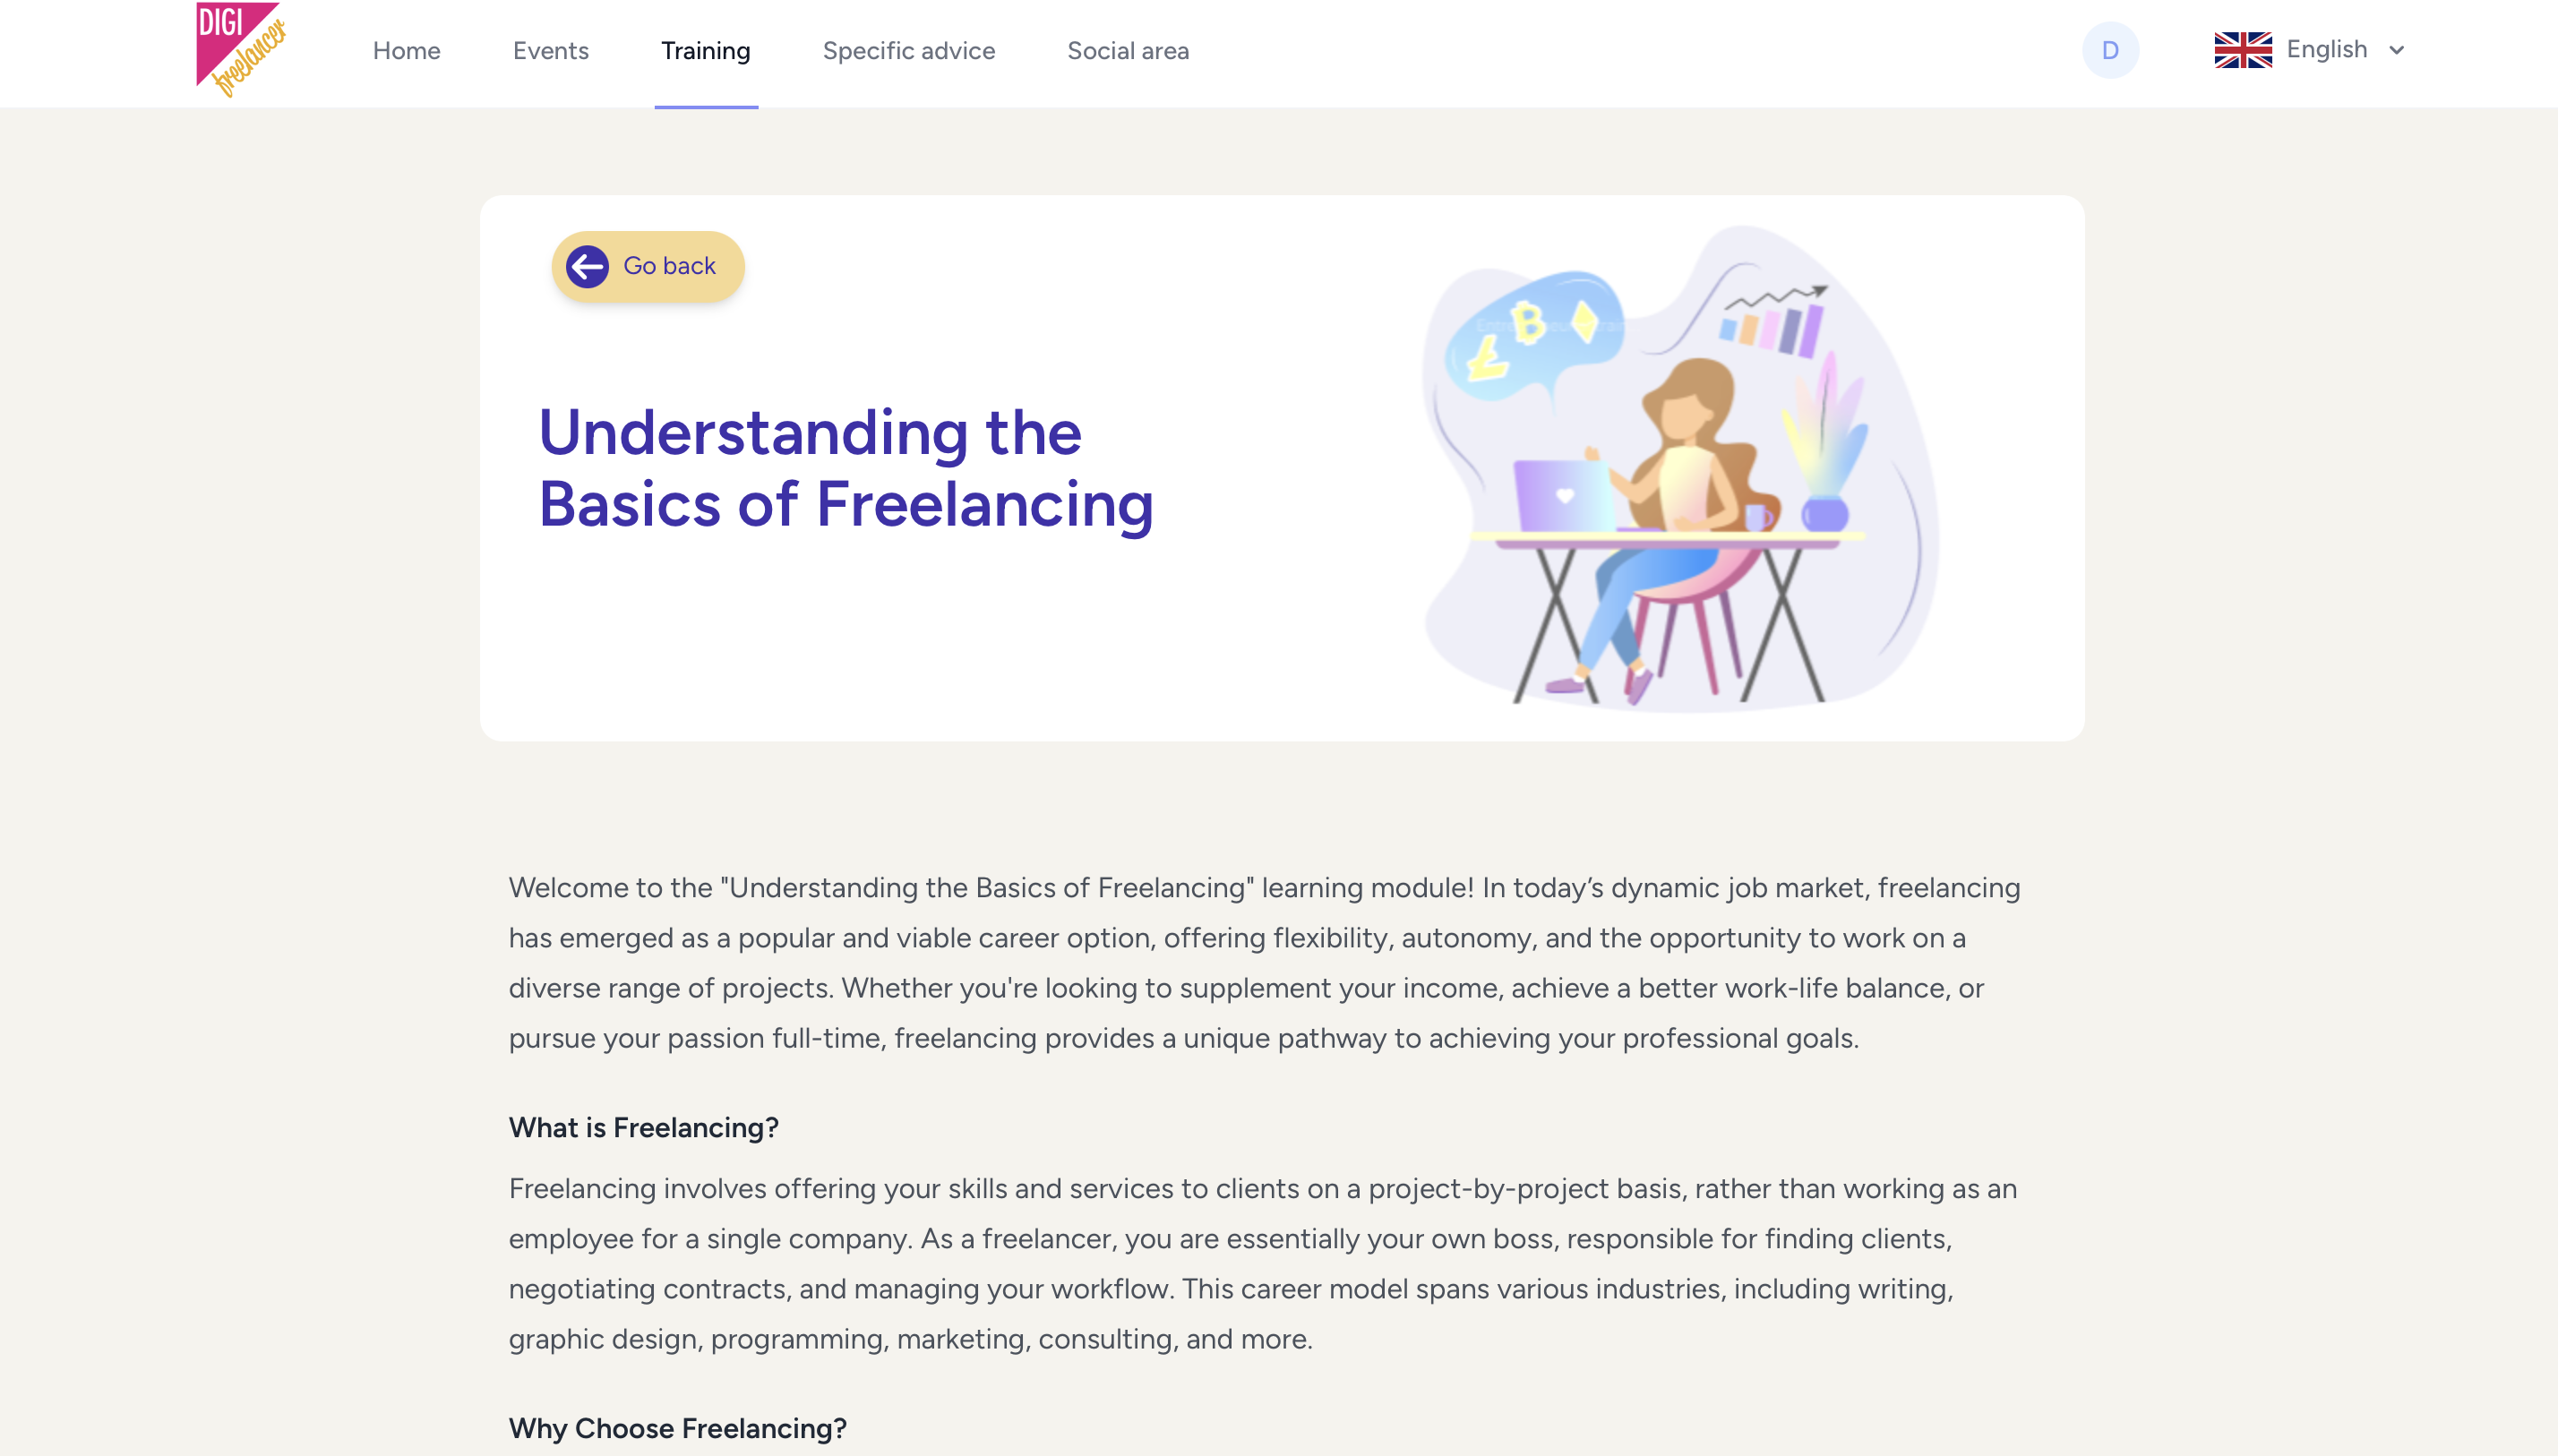 DIGI
freelancer
Home
Events
Training
Specific advice
Social area
D
English
Go back
Understanding the
Basics of Freelancing
Welcome to the "Understanding the Basics of Freelancing" learning module! In today’s dynamic job market, freelancing
has emerged as a popular and viable career option, offering flexibility, autonomy, and the opportunity to work on a
diverse range of projects. Whether you're looking to supplement your income, achieve a better work-life balance, or
pursue your passion full-time, freelancing provides a unique pathway to achieving your professional goals.
What is Freelancing?
Freelancing involves offering your skills and services to clients on a project-by-project basis, rather than working as an
employee for a single company. As a freelancer, you are essentially your own boss, responsible for finding clients,
negotiating contracts, and managing your workflow. This career model spans various industries, including writing,
graphic design, programming, marketing, consulting, and more.
Why Choose Freelancing?